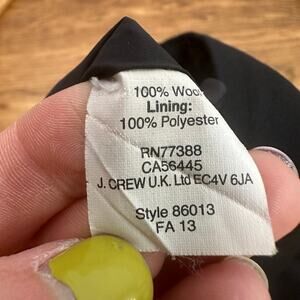 100% Wool
Lining:
100% Polyester
RN77388
CA56445
J. CREW U.K. Ltd EC4V 6JA
Style 86013
FA 13